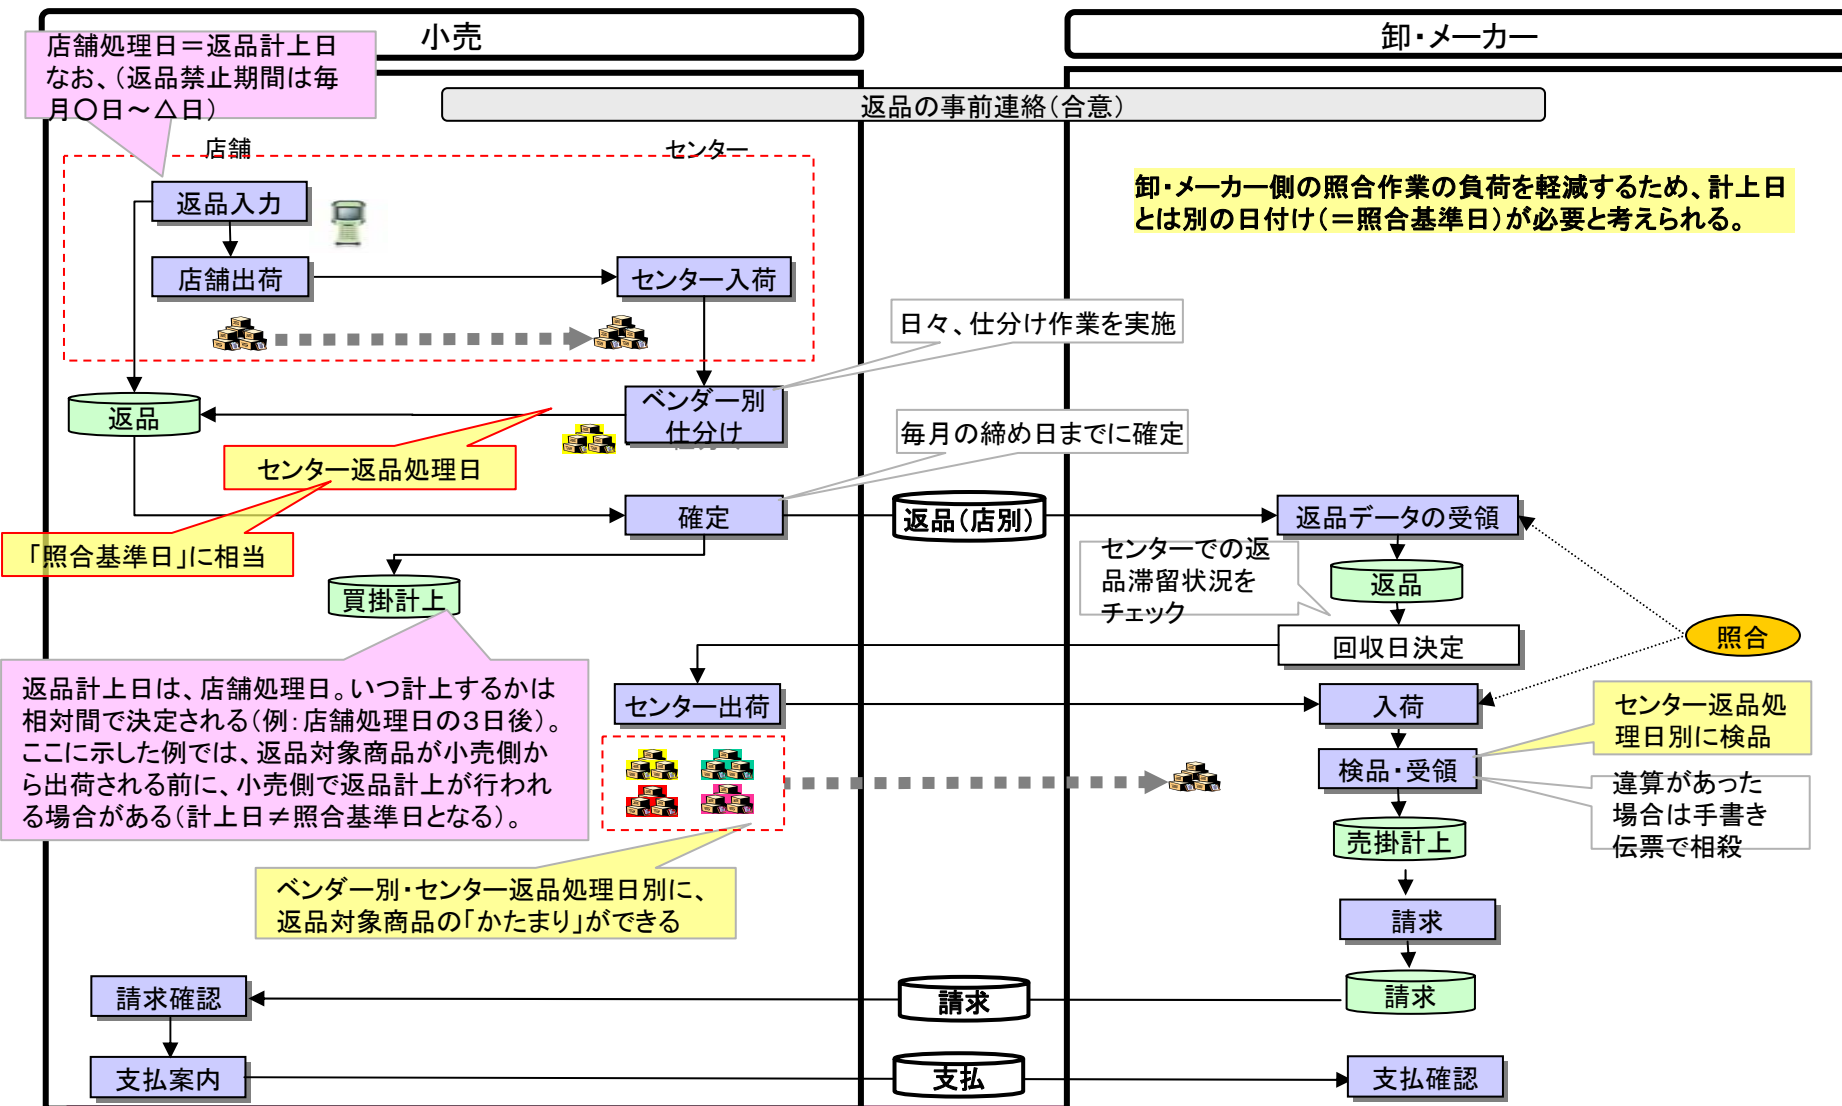 小売
卸・メーカー
店舗処理日＝返品計上日
なお、（返品禁止期間は毎
月〇日～△日）
返品の事前連絡（合意）
店舗
センター
返品入力
卸・メーカー側の照合作業の負荷を軽減するため、計上日
とは別の日付け（＝照合基準日）が必要と考えられる。
店舗出荷
センター入荷
日々、仕分け作業を実施
返品
ベンダー別
仕分け
毎月の締め日までに確定
センター返品処理日
確定
返品（店別）
返品データの受領
「照合基準日」に相当
センターでの返
品滞留状況を
チェック
返品
買掛計上
回収日決定
照合
返品計上日は、店舗処理日。いつ計上するかは
相対間で決定される（例：店舗処理日の３日後）。
ここに示した例では、返品対象商品が小売側か
ら出荷される前に、小売側で返品計上が行われ
る場合がある（計上日≠照合基準日となる）。
センター出荷
入荷
センター返品処
理日別に検品
検品・受領
違算があった
場合は手書き
伝票で相殺
売掛計上
ベンダー別・センター返品処理日別に、
返品対象商品の「かたまり」ができる
請求
請求確認
請求
請求
支払案内
支払
支払確認